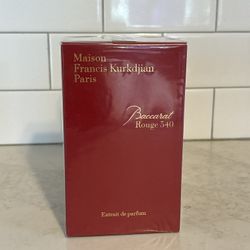 Maison
Francis Kurkdjian
Paris
Baccarat
Rouge 540
Extrait de parfum